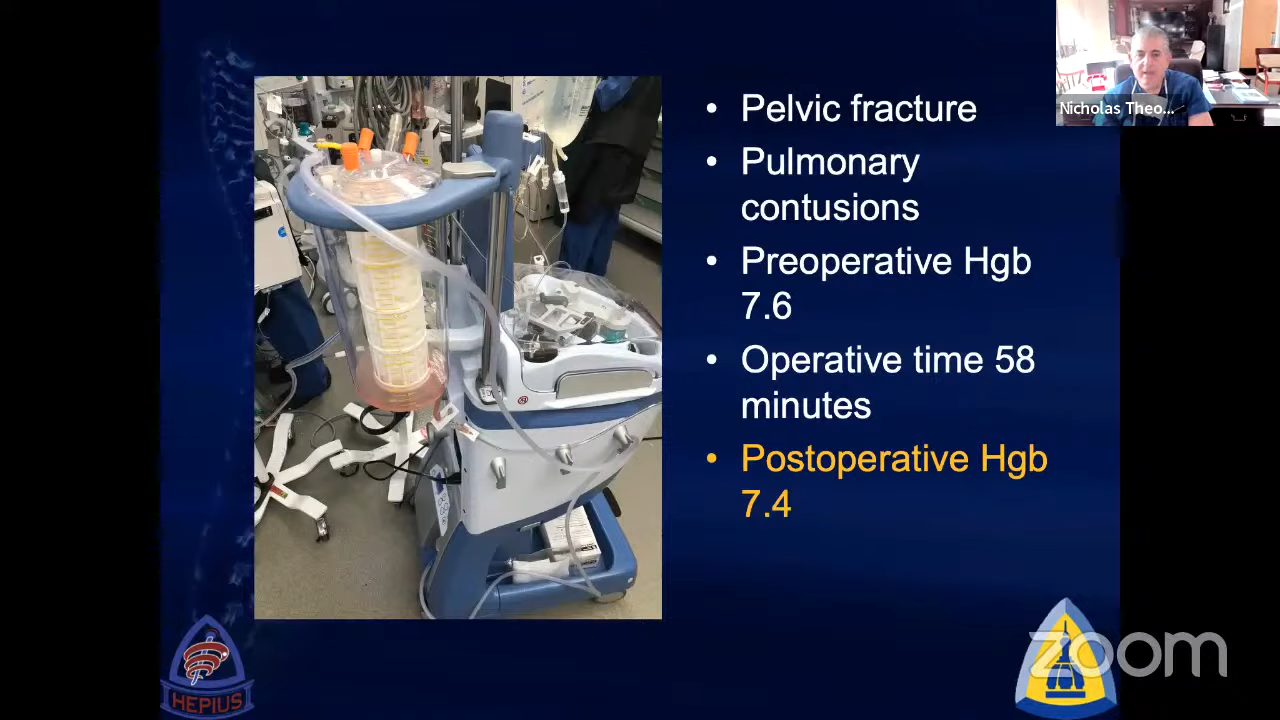 • Pelvic fracture
• Pulmonary
contusions
• Preoperative Hgb
7.6
• Operative time 58
minutes
• Postoperative Hgb
7.4
Nicholas Theo...
HEPIUS
zoom